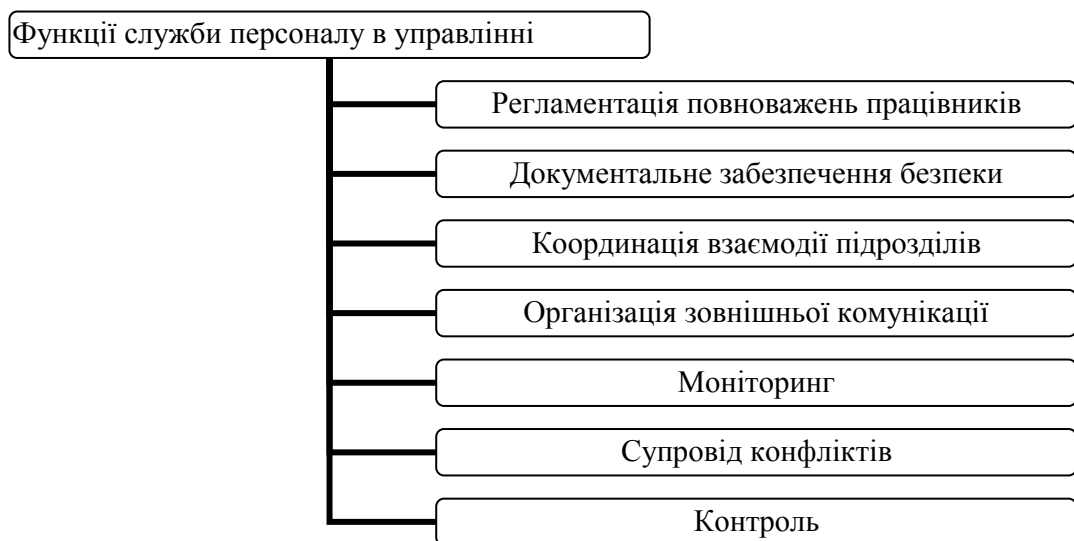 Функції служби персоналу в управлінні
Регламентація повноважень працівників
Документальне забезпечення безпеки
Координація взаємодії підрозділів
Організація зовнішньої комунікації
Моніторинг
Супровід конфліктів
Контроль